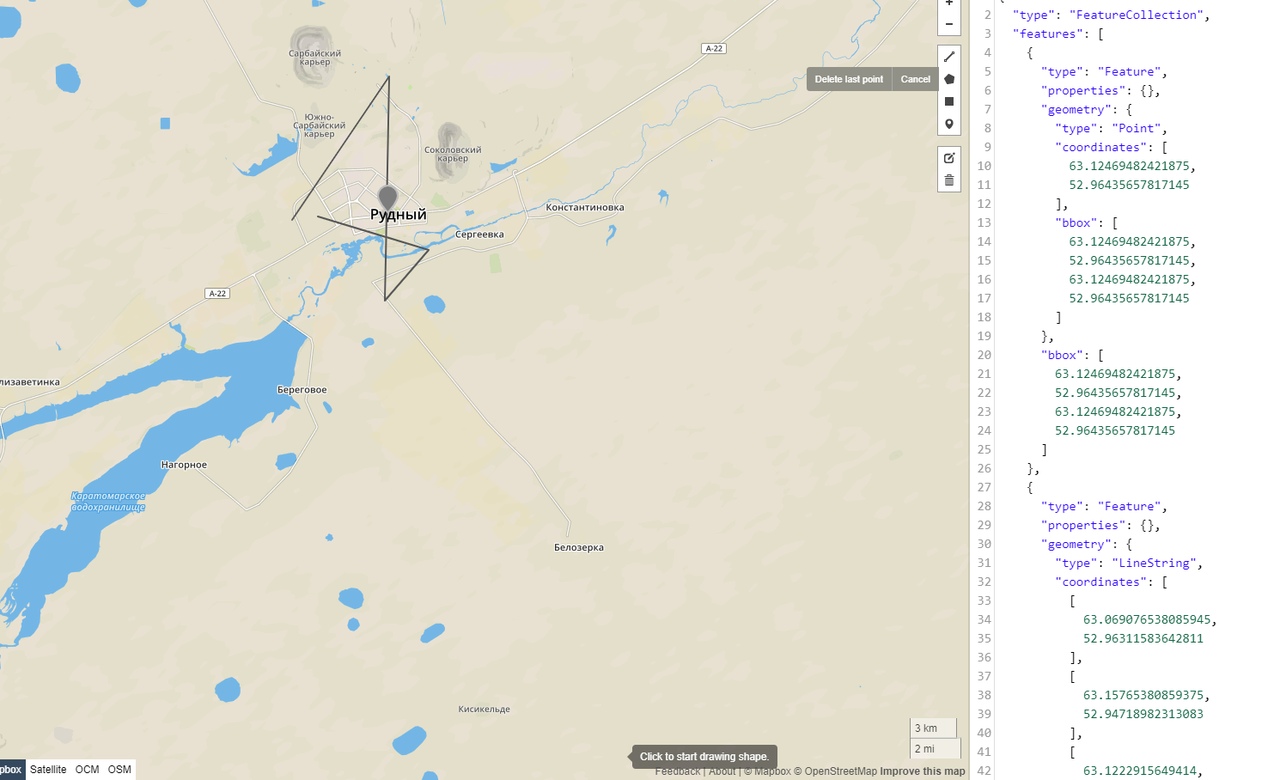 +
−
Сарбайский
карьер
A-22
Delete last point
Cancel
Южно-
Сарбайский
карьер
Соколовский
карьер
Рудный
Константиновка
Сергеевка
A-22
лизаветинка
Береговое
Нагорное
Каратомарское
водохранилище
Белозерка
Кисикельде
3 km
2 mi
Click to start drawing shape.
pbox
Satellite
OCM
OSM
Feedback | About | © Mapbox © OpenStreetMap Improve this map
2 "type": "FeatureCollection",
3 "features": [
4 {
5 "type": "Feature",
6 "properties": {},
7 "geometry": {
8 "type": "Point",
9 "coordinates": [
10 63.12469482421875,
11 52.96435657817145
12 ],
13 "bbox": [
14 63.12469482421875,
15 52.96435657817145,
16 63.12469482421875,
17 52.96435657817145
18 ]
19 },
20 "bbox": [
21 63.12469482421875,
22 52.96435657817145,
23 63.12469482421875,
24 52.96435657817145
25 ]
26 },
27 {
28 "type": "Feature",
29 "properties": {},
30 "geometry": {
31 "type": "LineString",
32 "coordinates": [
33 [
34 63.069076538085945,
35 52.96311583642811
36 ],
37 [
38 63.15765380859375,
39 52.94718982313083
40 ],
41 [
42 63.1222915649414,